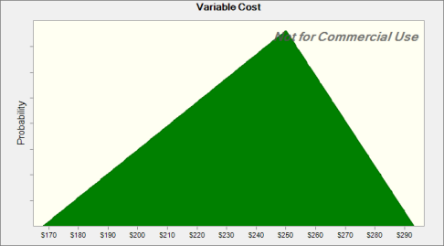 Variable Cost
Not for Commercial Use
Probability
$170 $180 $190 $200 $210 $220 $230 $240 $250 $260 $270 $280 $290